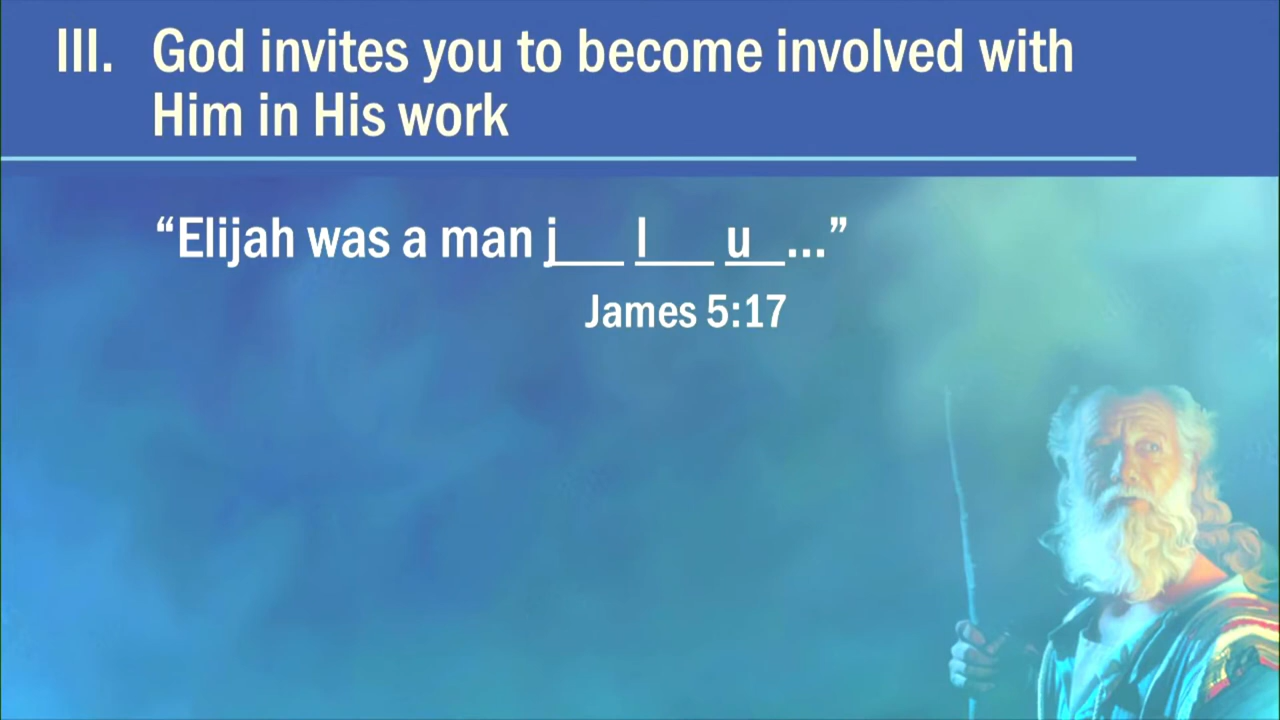 III. God invites you to become involved with
Him in His work
“Elijah was a man j___ l___ u__...”
James 5:17